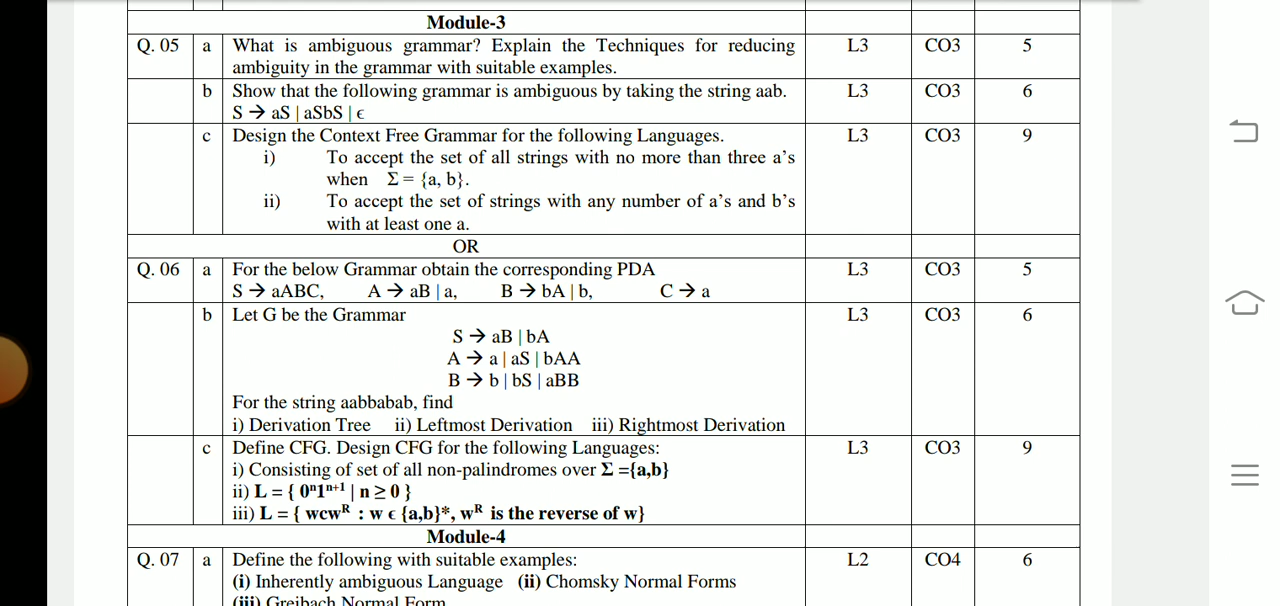 Module-3
Q. 05 a What is ambiguous grammar? Explain the Techniques for reducing L3 CO3 5
ambiguity in the grammar with suitable examples.
b Show that the following grammar is ambiguous by taking the string aab. L3 CO3 6
S → aS | aSbS | ϵ
c Design the Context Free Grammar for the following Languages. L3 CO3 9
i) To accept the set of all strings with no more than three a’s
when Σ = {a, b}.
ii) To accept the set of strings with any number of a’s and b’s
with at least one a.
OR
Q. 06 a For the below Grammar obtain the corresponding PDA L3 CO3 5
S → aABC, A → aB | a, B → bA | b, C → a
b Let G be the Grammar L3 CO3 6
S → aB | bA
A → a | aS | bAA
B → b | bS | aBB
For the string aabbabab, find
i) Derivation Tree ii) Leftmost Derivation iii) Rightmost Derivation
c Define CFG. Design CFG for the following Languages: L3 CO3 9
i) Consisting of set of all non-palindromes over Σ ={a,b}
ii) L = { 0ⁿ1ⁿ⁺¹ | n ≥ 0 }
iii) L = { wcwᴿ : w ϵ {a,b}*, wᴿ is the reverse of w}
Module-4
Q. 07 a Define the following with suitable examples: L2 CO4 6
(i) Inherently ambiguous Language (ii) Chomsky Normal Forms
(iii) Greibach Normal Form